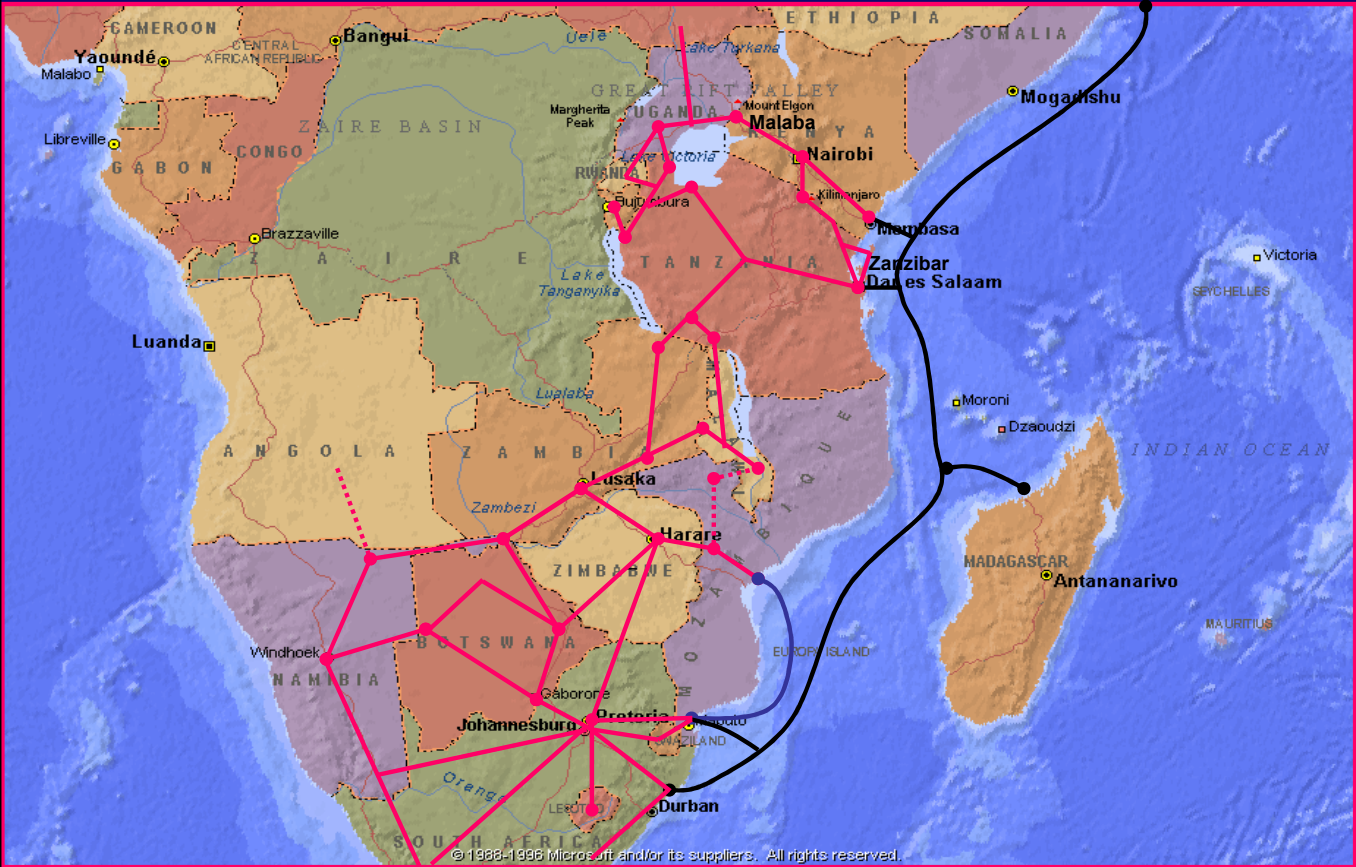 ETHIOPIA
CAMEROON
SOMALIA
Bangui
Uele
CENTRAL
AFRICAN REPUBLIC
Lake Turkana
Yaoundé
Malabo
GREAT RIFT VALLEY
Mogadishu
Margherita
Peak
Mount Elgon
UGANDA
Malaba
ZAIRE BASIN
KENYA
Libreville
CONGO
Nairobi
Lake Victoria
GABON
RWANDA
Kilimanjaro
Bujumbura
Mombasa
Brazzaville
Victoria
ZAIRE
TANZANIA
Zanzibar
Lake
Tanganyika
Dar es Salaam
SEYCHELLES
Luanda
MALAWI
Lualaba
Moroni
Dzaoudzi
ANGOLA
ZAMBIA
INDIAN OCEAN
Lusaka
Zambezi
Harare
MOZAMBIQUE
ZIMBABWE
MADAGASCAR
Antananarivo
MAURITIUS
BOTSWANA
Windhoek
EUROPA ISLAND
NAMIBIA
Gaborone
Pretoria
Johannesburg
Maputo
SWAZILAND
Orange
LESOTHO
Durban
SOUTH AFRICA
© 1988-1996 Microsoft and/or its suppliers. All rights reserved.